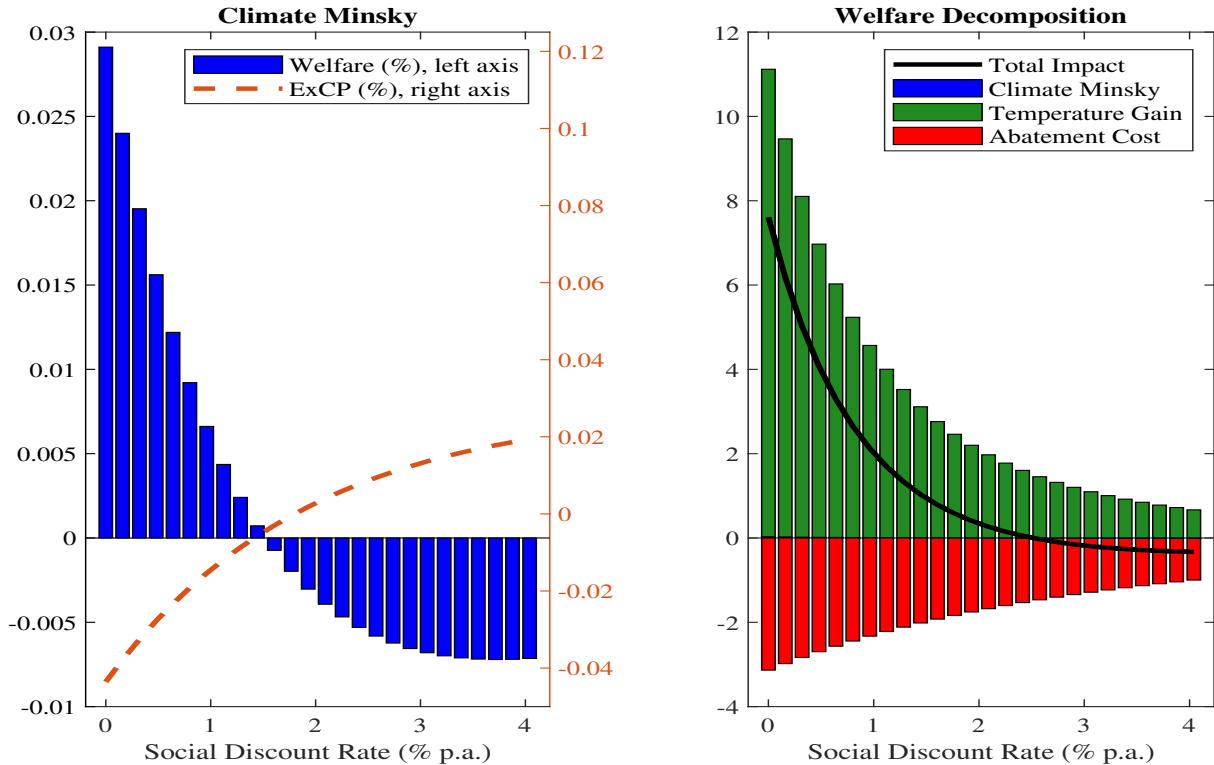 Climate Minsky
0.03
0.025
0.02
0.015
0.01
0.005
0
-0.005
-0.01
Welfare (%), left axis
ExCP (%), right axis
0.12
0.1
0.08
0.06
0.04
0.02
0
-0.02
-0.04
0 1 2 3 4
Social Discount Rate (% p.a.)
Welfare Decomposition
12
10
8
6
4
2
0
-2
-4
Total Impact
Climate Minsky
Temperature Gain
Abatement Cost
0 1 2 3 4
Social Discount Rate (% p.a.)